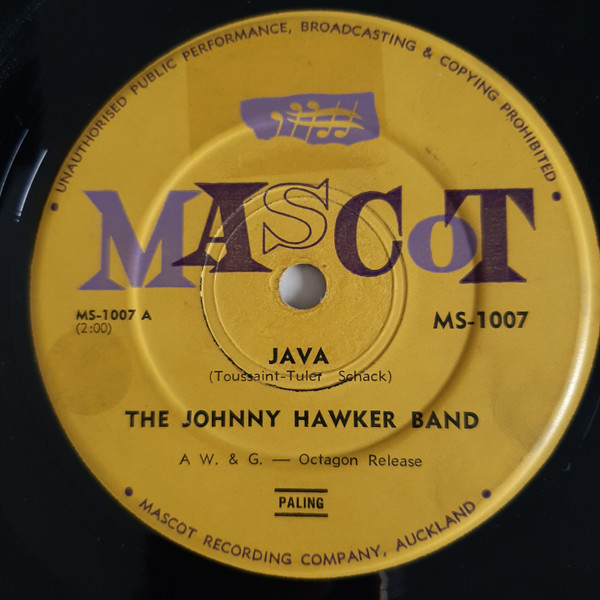 UNAUTHORISED PUBLIC PERFORMANCE, BROADCASTING & COPYING PROHIBITED
MASCOT
MS-1007 A
(2:00)
MS-1007
JAVA
(Toussaint-Tuler Schack)
THE JOHNNY HAWKER BAND
A W. & G. — Octagon Release
PALING
MASCOT RECORDING COMPANY, AUCKLAND